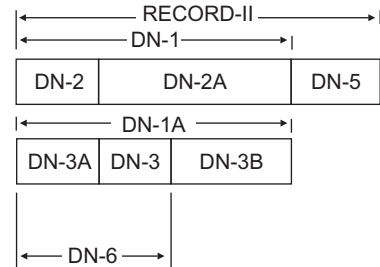 RECORD-II
DN-1
DN-2 DN-2A DN-5
DN-1A
DN-3A DN-3 DN-3B
DN-6